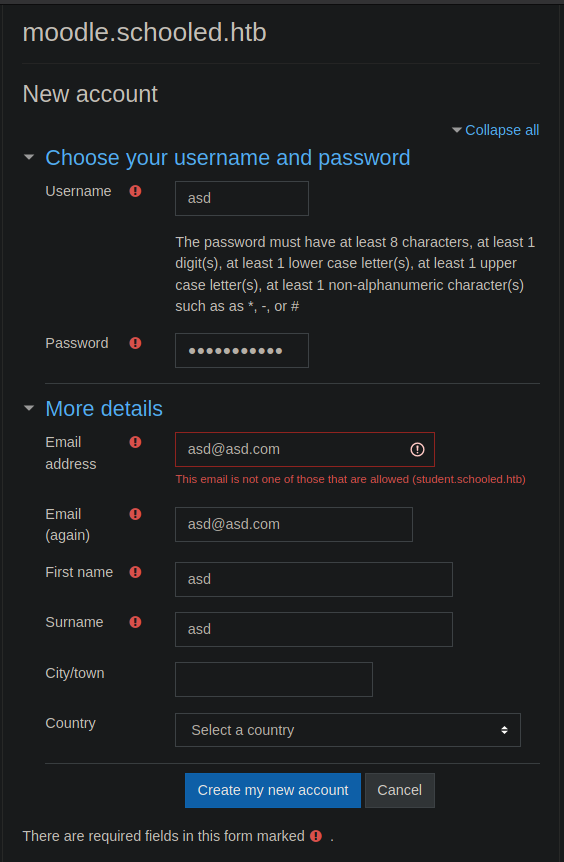 moodle.schooled.htb
New account
Collapse all
Choose your username and password
Username
asd
The password must have at least 8 characters, at least 1
digit(s), at least 1 lower case letter(s), at least 1 upper
case letter(s), at least 1 non-alphanumeric character(s)
such as as *, -, or #
Password
●●●●●●●●●●●
More details
Email
address
asd@asd.com
This email is not one of those that are allowed (student.schooled.htb)
Email
(again)
asd@asd.com
First name
asd
Surname
asd
City/town
Country
Select a country
Create my new account
Cancel
There are required fields in this form marked .